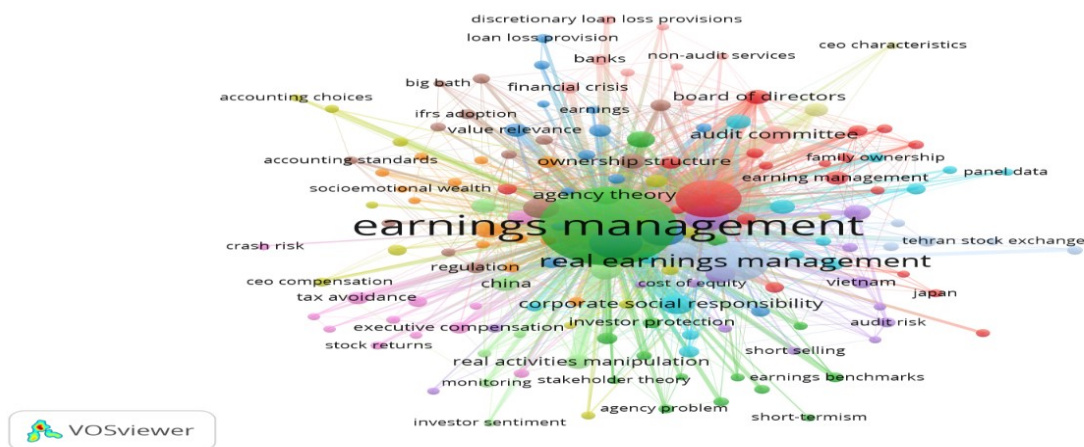 discretionary loan loss provisions
loan loss provision
ceo characteristics
banks
non-audit services
big bath
financial crisis
accounting choices
board of directors
earnings
ifrs adoption
value relevance
audit committee
accounting standards
ownership structure
family ownership
earning management
panel data
socioemotional wealth
agency theory
earnings management
crash risk
tehran stock exchange
real earnings management
regulation
ceo compensation
china
cost of equity
vietnam
tax avoidance
japan
corporate social responsibility
executive compensation
investor protection
audit risk
stock returns
real activities manipulation
short selling
monitoring
stakeholder theory
earnings benchmarks
agency problem
investor sentiment
short-termism
VOSviewer